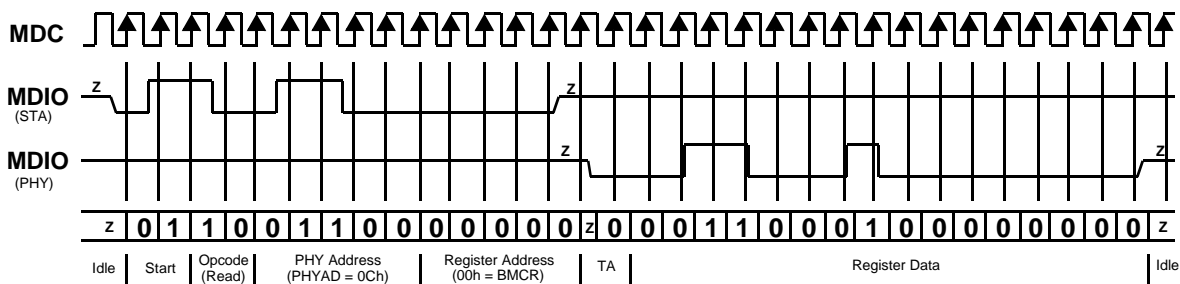 MDC
z
z
MDIO
(STA)
MDIO
z
z
(PHY)
z 0 1 1 0 0 1 1 0 0 0 0 0 0 0 z 0 0 0 1 1 0 0 0 1 0 0 0 0 0 0 0 0 z
Idle Start Opcode (Read) PHY Address (PHYAD = 0Ch) Register Address (00h = BMCR) TA Register Data Idle